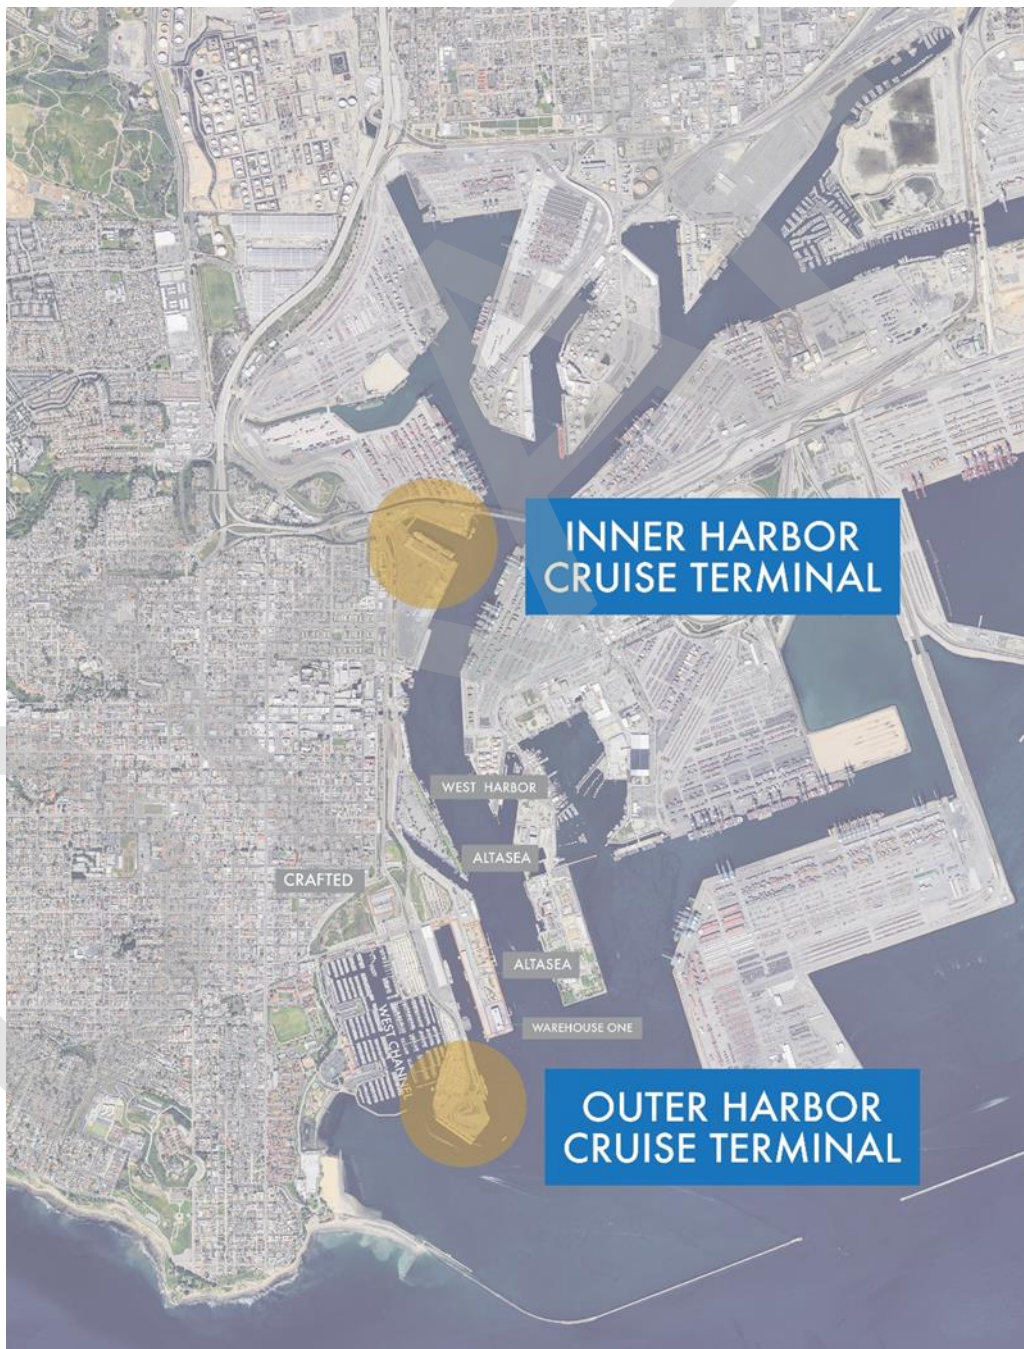 INNER HARBOR
CRUISE TERMINAL
WEST HARBOR
ALTASEA
CRAFTED
ALTASEA
WEST CHANNEL
WAREHOUSE ONE
OUTER HARBOR
CRUISE TERMINAL